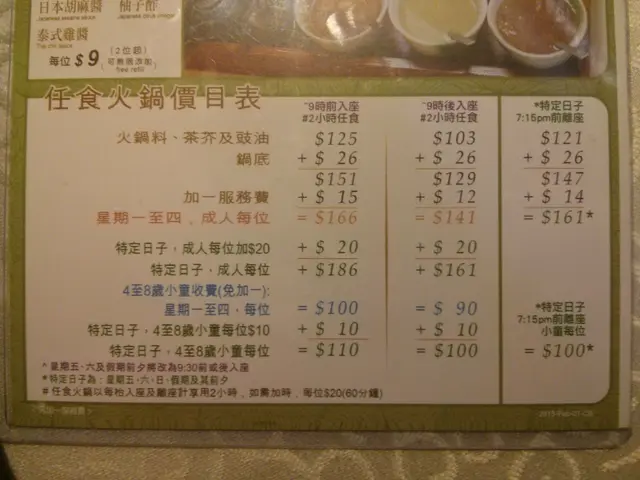 日本胡麻醬 柚子酢
泰式雞醬
每位 $9 (2位起)
(可無限添加)
free refill
任食火鍋價目表
^9時前入座 ^9時後入座 *特定日子
#2小時任食 #2小時任食 7:15pm前離座
火鍋料、茶芥及豉油 $125 $103 $121
鍋底 + $ 26 + $ 26 + $ 26
$151 $129 $147
加一服務費 + $ 15 + $ 12 + $ 14
星期一至四，成人每位 = $166 = $141 = $161*
特定日子，成人每位加$20 + $ 20 + $ 20
特定日子，成人每位 + $186 + $161
4至8歲小童收費(免加一):
星期一至四，每位 = $100 = $ 90
*特定日子
7:15pm前離座
小童每位
特定日子，4至8歲小童每位$10 + $ 10 + $ 10
特定日子，4至8歲小童每位 = $110 = $100 = $100*
^ 星期五、六及假期前夕將改為9:30前或後入座
*特定日子為：星期五、六、日、假期及其前夕
# 任食火鍋以每枱入座及離座計享用2小時，如需加時，每位$20(60分鐘)